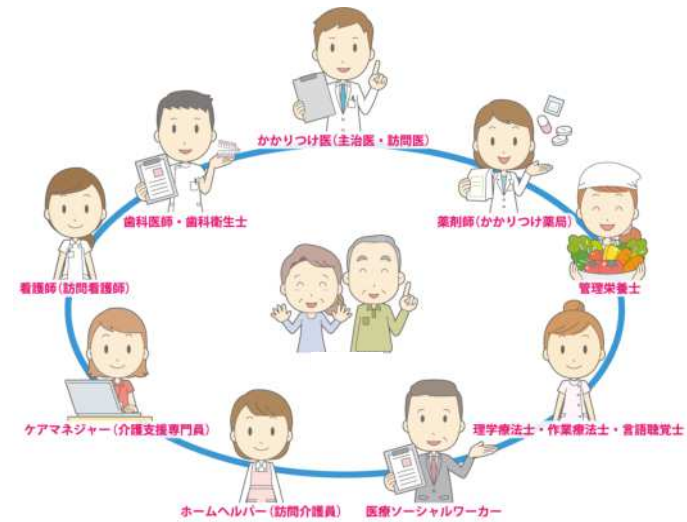 かかりつけ医(主治医・訪問医)
歯科医師・歯科衛生士
薬剤師(かかりつけ薬局)
看護師(訪問看護師)
管理栄養士
ケアマネジャー(介護支援専門員)
理学療法士・作業療法士・言語聴覚士
ホームヘルパー(訪問介護員)
医療ソーシャルワーカー